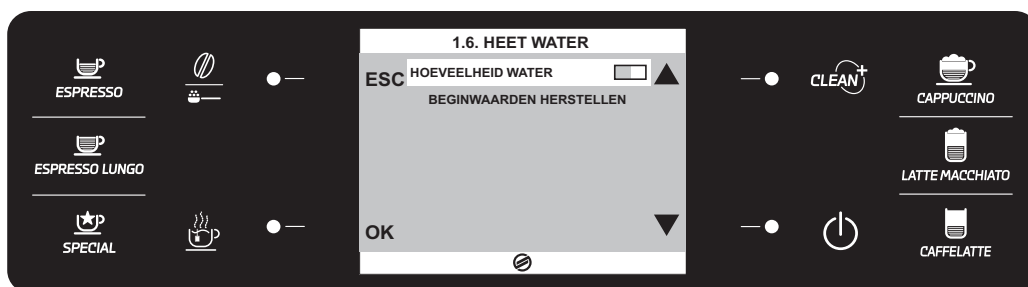 ESPRESSO
ESPRESSO LUNGO
SPECIAL
1.6. HEET WATER
ESC
HOEVEELHEID WATER
BEGINWAARDEN HERSTELLEN
OK
CLEAN+
CAPPUCCINO
LATTE MACCHIATO
CAFFELATTE